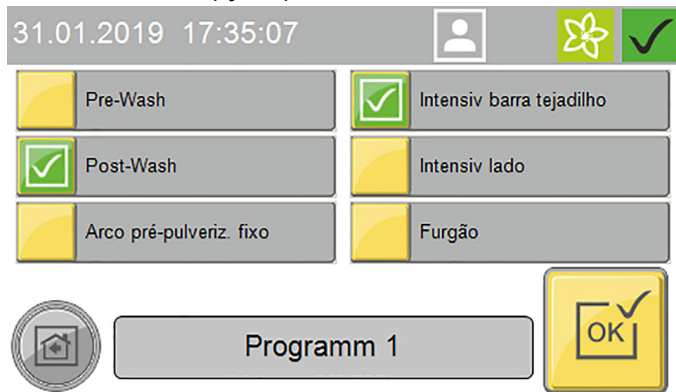 31.01.2019 17:35:07
Pre-Wash
Intensiv barra tejadilho
Post-Wash
Intensiv lado
Arco pré-pulveriz. fixo
Furgão
Programm 1
OK